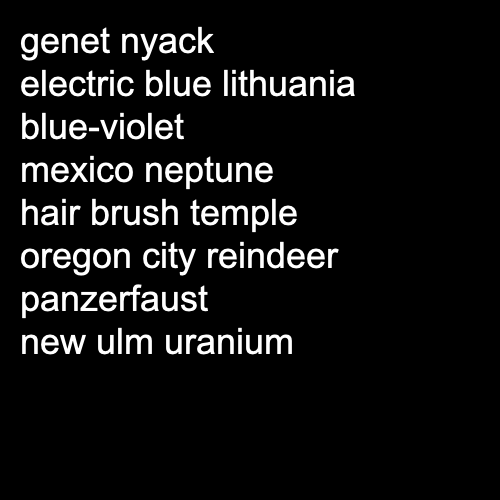 genet nyack
electric blue lithuania
blue-violet
mexico neptune
hair brush temple
oregon city reindeer
panzerfaust
new ulm uranium